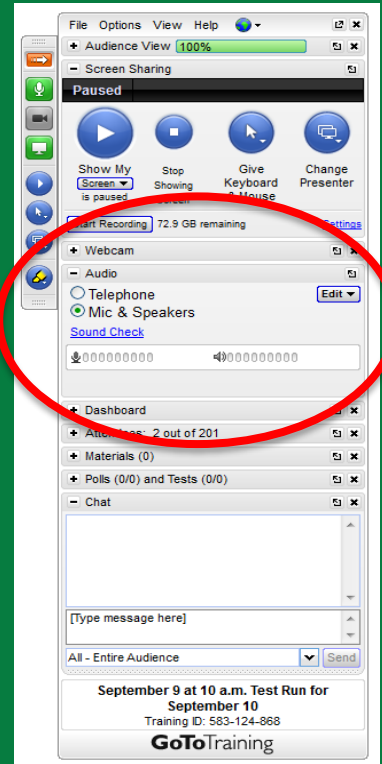 File Options View Help
Audience View 100%
Screen Sharing
Paused
Show My
Screen
is paused
Stop
Showing
Screen
Give
Keyboard
& Mouse
Change
Presenter
Start Recording 72.9 GB remaining Settings
Webcam
Audio
Telephone
Edit
Mic & Speakers
Sound Check
Dashboard
Attendees: 2 out of 201
Materials (0)
Polls (0/0) and Tests (0/0)
Chat
[Type message here]
All - Entire Audience Send
September 9 at 10 a.m. Test Run for
September 10
Training ID: 583-124-868
GoToTraining